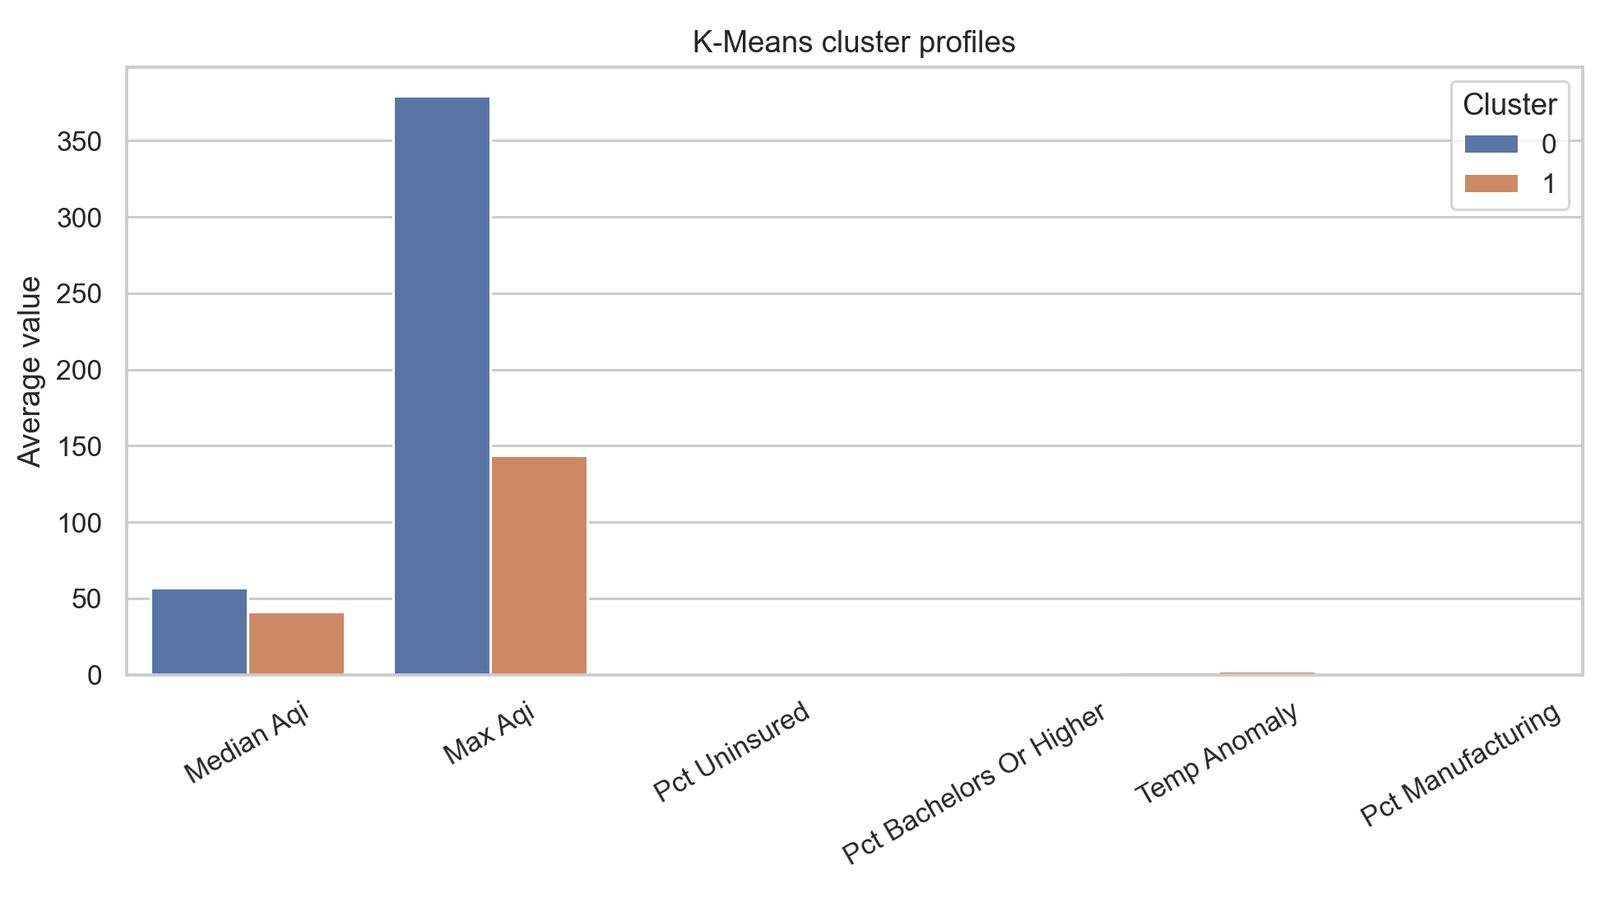 K-Means cluster profiles
Cluster
0
1
Average value
350
300
250
200
150
100
50
0
Median Aqi
Max Aqi
Pct Uninsured
Pct Bachelors Or Higher
Temp Anomaly
Pct Manufacturing